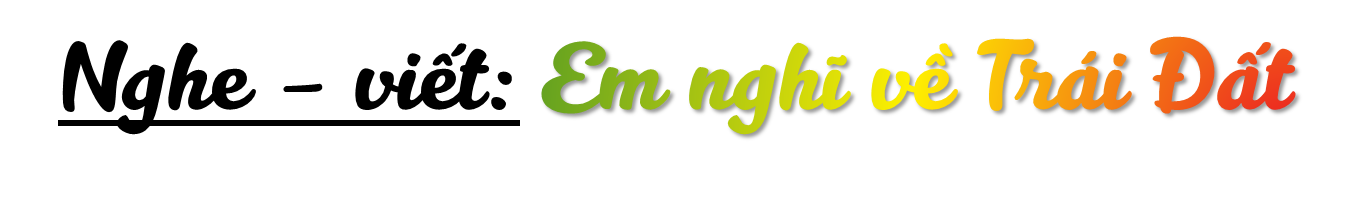 Nghe – viết: Em nghĩ về Trái Đất